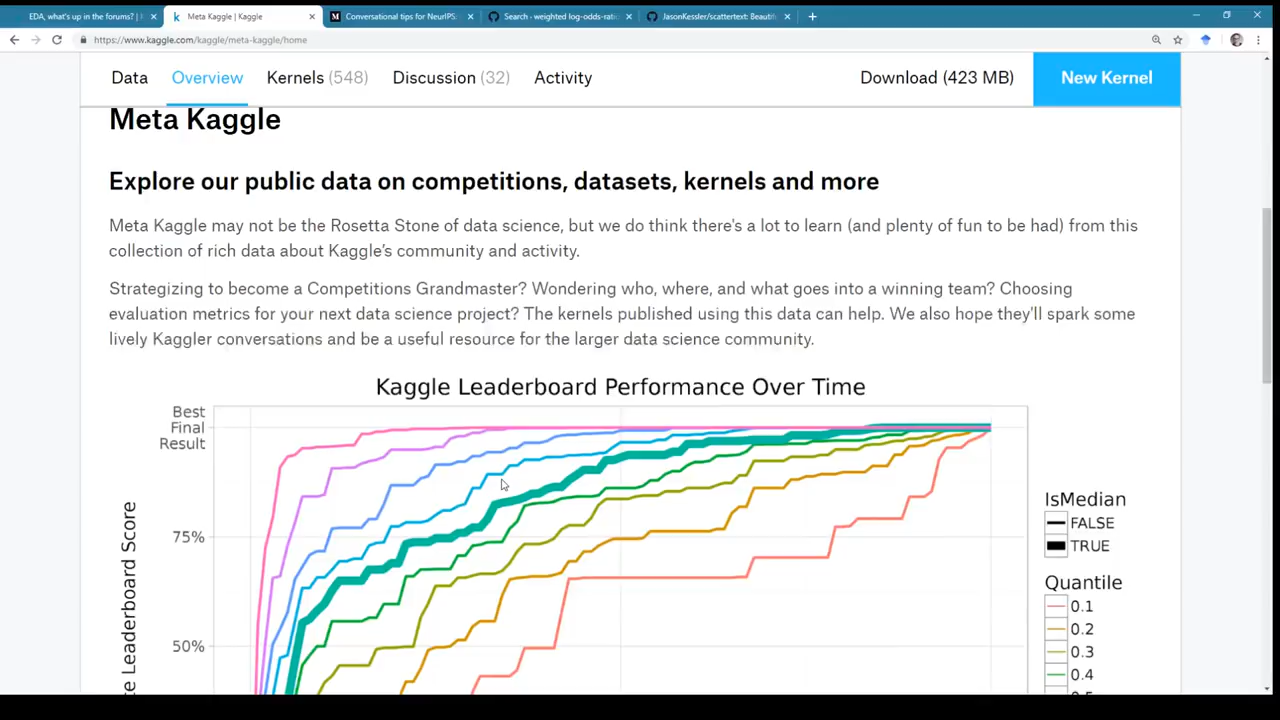 EDA, what's up in the forums? |
Meta Kaggle | Kaggle
Conversational tips for NeurIPS:
Search · weighted log-odds-ratio
JasonKessler/scattertext: Beautif
https://www.kaggle.com/kaggle/meta-kaggle/home
Data
Overview
Kernels (548)
Discussion (32)
Activity
Download (423 MB)
New Kernel
Meta Kaggle
Explore our public data on competitions, datasets, kernels and more
Meta Kaggle may not be the Rosetta Stone of data science, but we do think there's a lot to learn (and plenty of fun to be had) from this
collection of rich data about Kaggle's community and activity.
Strategizing to become a Competitions Grandmaster? Wondering who, where, and what goes into a winning team? Choosing
evaluation metrics for your next data science project? The kernels published using this data can help. We also hope they'll spark some
lively Kaggler conversations and be a useful resource for the larger data science community.
Kaggle Leaderboard Performance Over Time
Best
Final
Result
75%
50%
te Leaderboard Score
IsMedian
FALSE
TRUE
Quantile
0.1
0.2
0.3
0.4